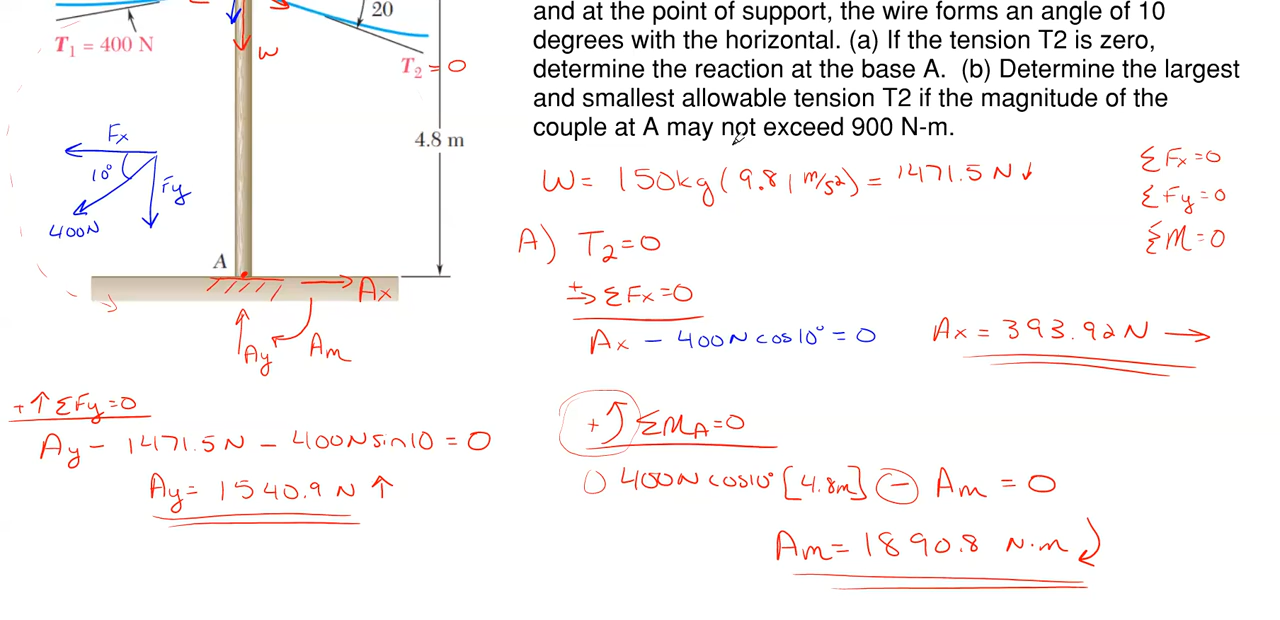 and at the point of support, the wire forms an angle of 10
degrees with the horizontal. (a) If the tension T2 is zero,
determine the reaction at the base A. (b) Determine the largest
and smallest allowable tension T2 if the magnitude of the
couple at A may not exceed 900 N-m.
20
T₁ = 400 N
W
T₂ = 0
4.8 m
Fx
10°
Fy
400N
A
Ax
Ay
Am
W = 150kg (9.81 m/s²) = 1471.5 N ↓
ΣFx=0
ΣFy=0
ΣM=0
A) T₂=0
+→ ΣFx=0
Ax - 400N cos10° = 0
Ax = 393.92 N →
+↑ ΣFy=0
Ay - 1471.5N - 400N sin10 = 0
Ay = 1540.9 N ↑
+ ΣMA=0
400N cos10° [4.8m] - Am = 0
Am = 1890.8 N·m